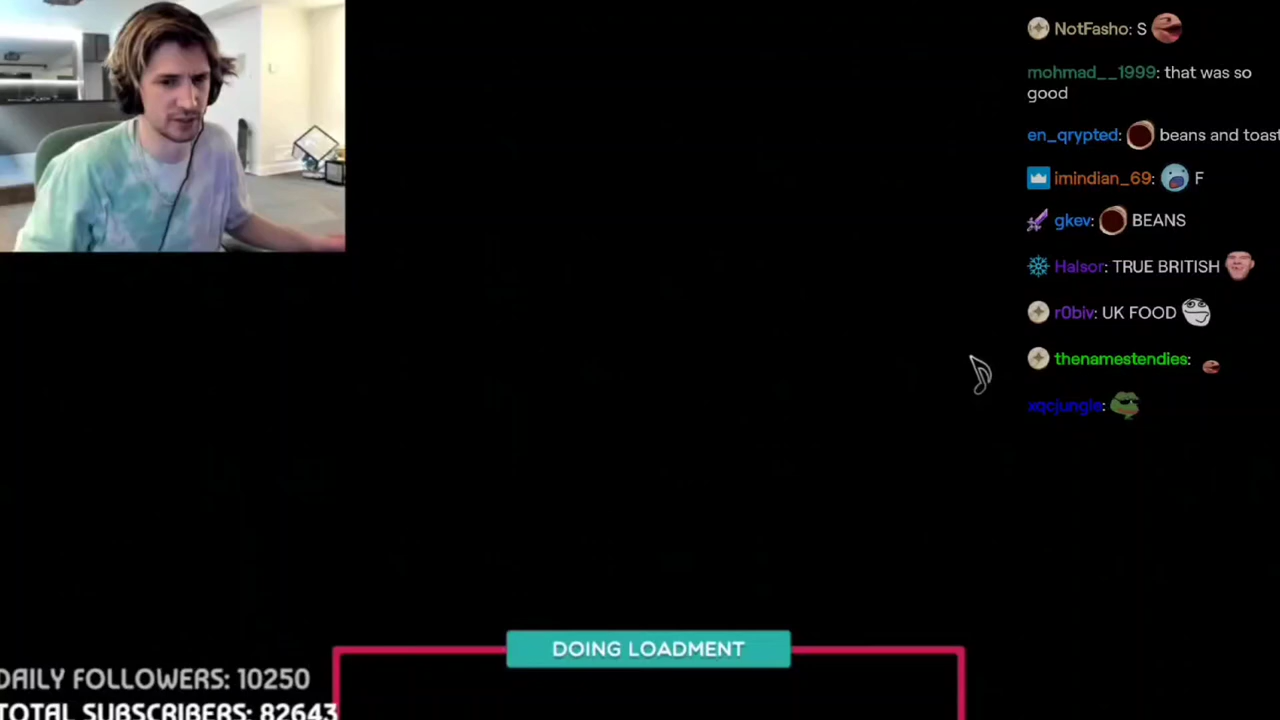 NotFasho: S
mohmad__1999: that was so
good
en_qrypted: beans and toast
imindian_69: F
gkev: BEANS
Halsor: TRUE BRITISH
r0biv: UK FOOD
thenamestendies:
xqcjungle:
DOING LOADMENT
DAILY FOLLOWERS: 10250
TOTAL SUBSCRIBERS: 82643